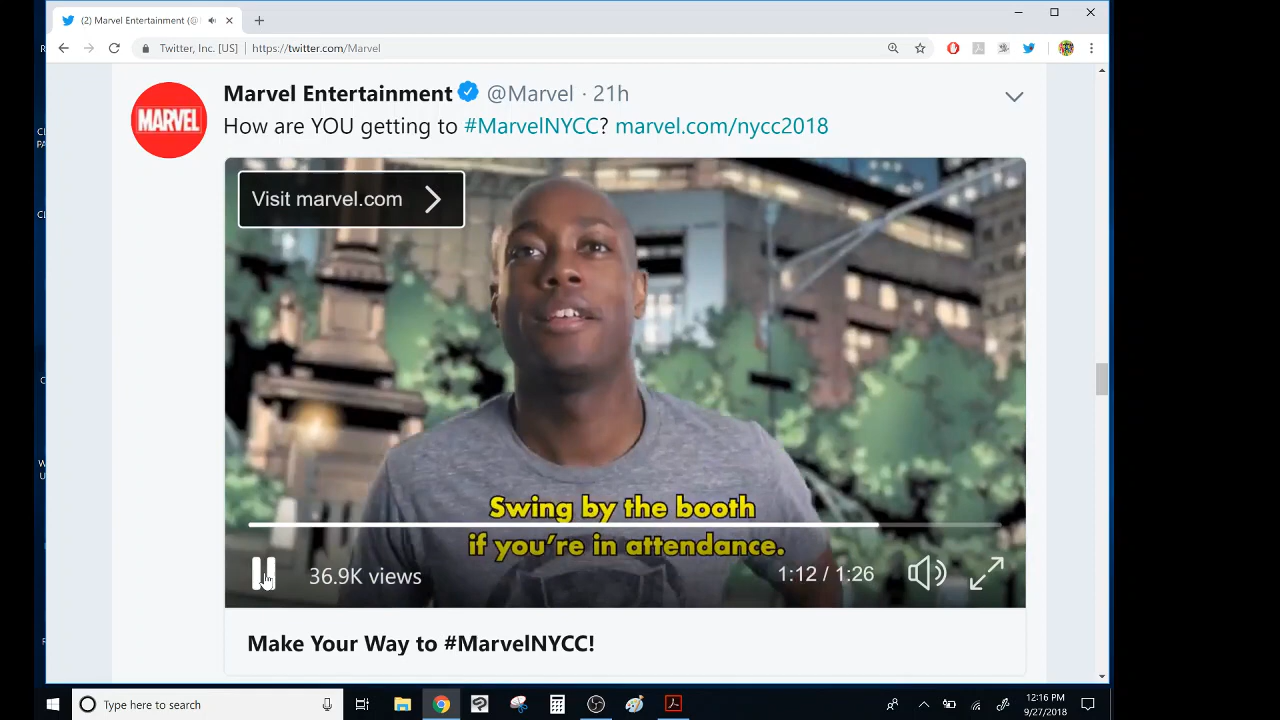 (2) Marvel Entertainment (@
Twitter, Inc. [US] https://twitter.com/Marvel
Marvel Entertainment @Marvel · 21h
MARVEL
How are YOU getting to #MarvelNYCC? marvel.com/nycc2018
Visit marvel.com
Swing by the booth
if you're in attendance.
36.9K views
1:12 / 1:26
Make Your Way to #MarvelNYCC!
Type here to search
12:16 PM
9/27/2018